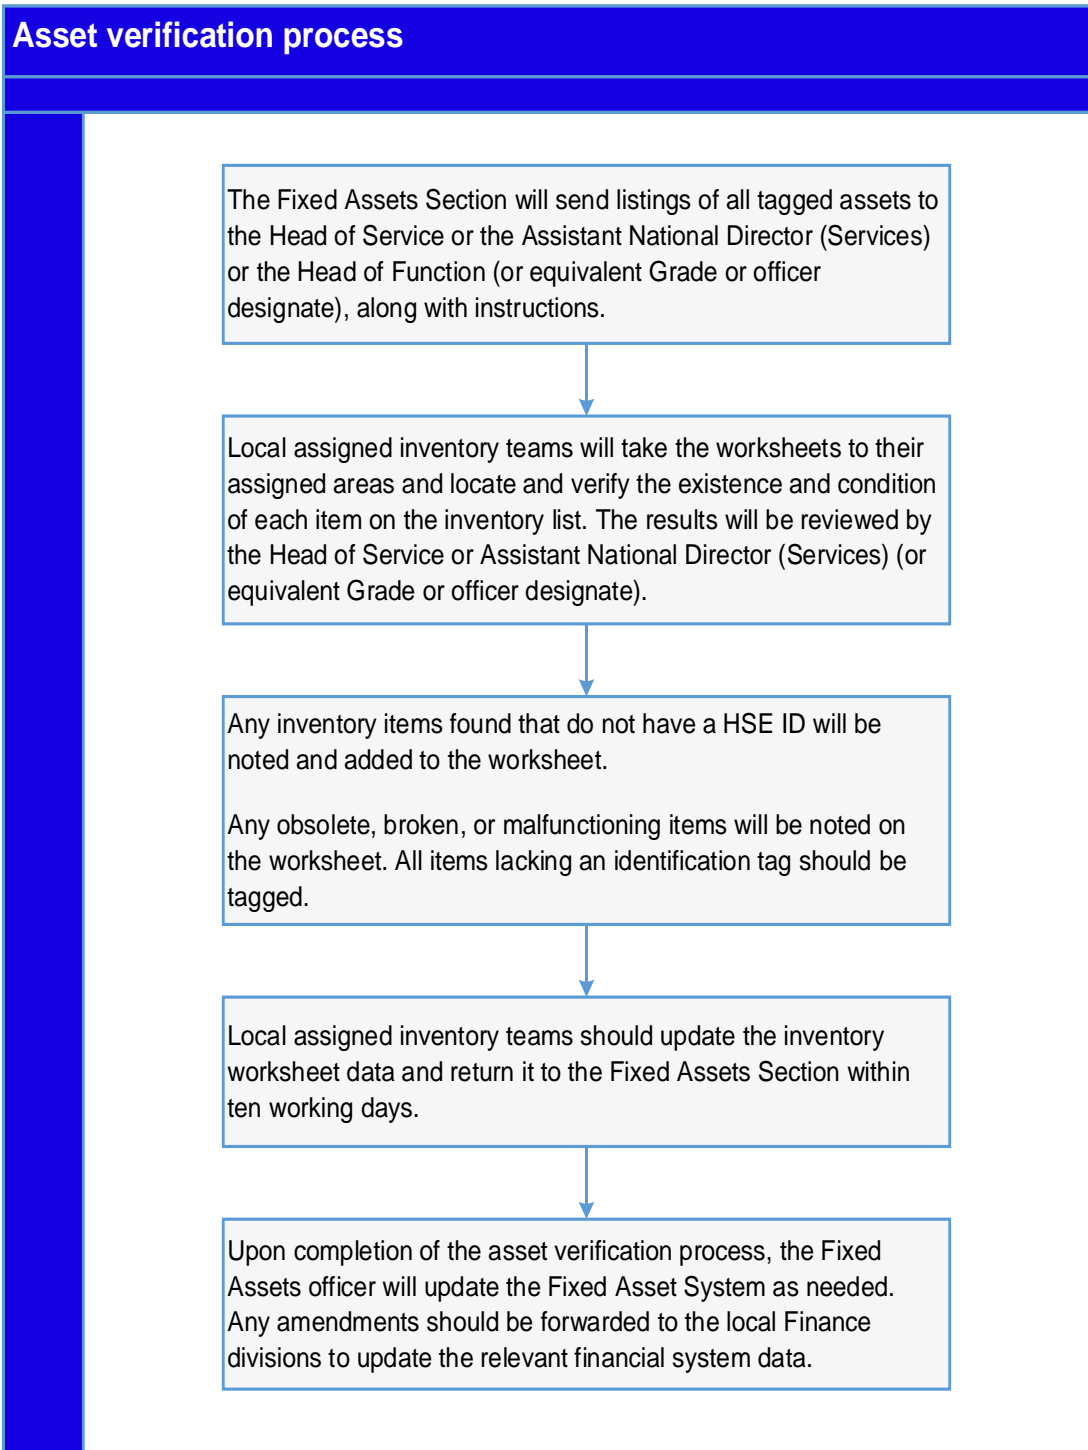 Asset verification process
The Fixed Assets Section will send listings of all tagged assets to
the Head of Service or the Assistant National Director (Services)
or the Head of Function (or equivalent Grade or officer
designate), along with instructions.
Local assigned inventory teams will take the worksheets to their
assigned areas and locate and verify the existence and condition
of each item on the inventory list. The results will be reviewed by
the Head of Service or Assistant National Director (Services) (or
equivalent Grade or officer designate).
Any inventory items found that do not have a HSE ID will be
noted and added to the worksheet.
Any obsolete, broken, or malfunctioning items will be noted on
the worksheet. All items lacking an identification tag should be
tagged.
Local assigned inventory teams should update the inventory
worksheet data and return it to the Fixed Assets Section within
ten working days.
Upon completion of the asset verification process, the Fixed
Assets officer will update the Fixed Asset System as needed.
Any amendments should be forwarded to the local Finance
divisions to update the relevant financial system data.